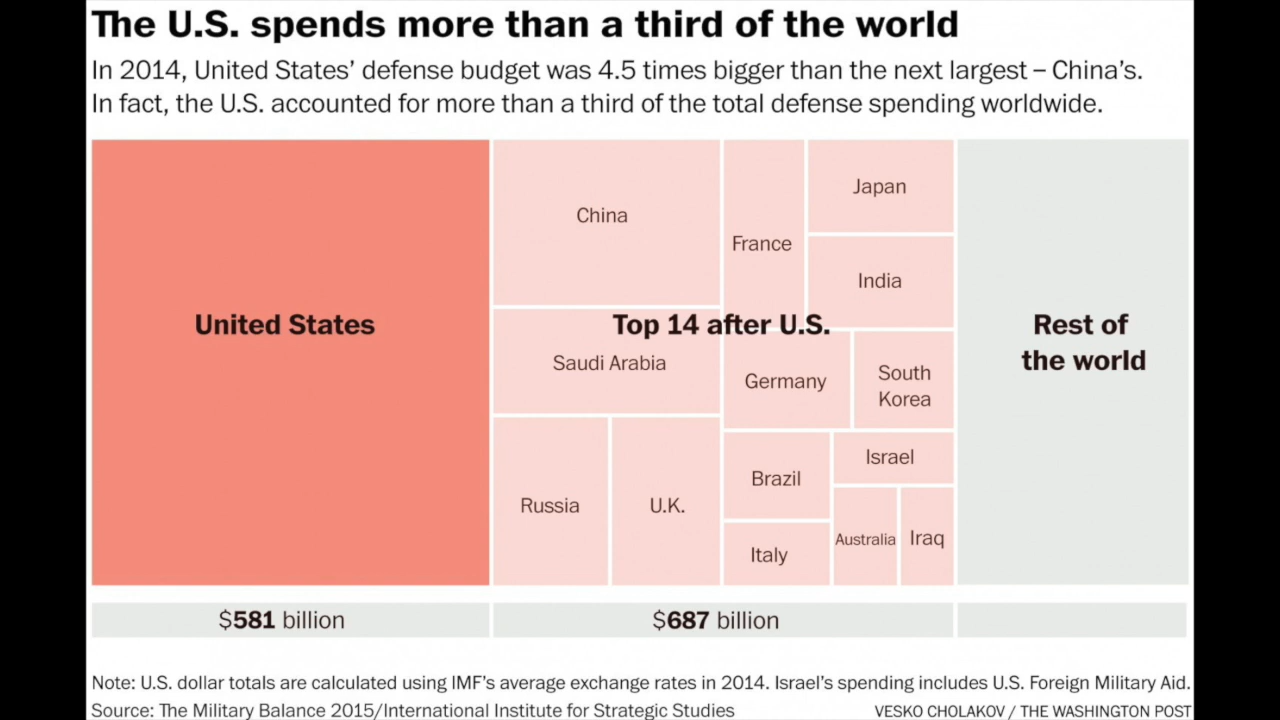 The U.S. spends more than a third of the world
In 2014, United States’ defense budget was 4.5 times bigger than the next largest – China’s.
In fact, the U.S. accounted for more than a third of the total defense spending worldwide.
United States
Top 14 after U.S.
Rest of
the world
China
France
Japan
India
Saudi Arabia
Germany
South
Korea
Russia
U.K.
Brazil
Israel
Italy
Australia
Iraq
$581 billion
$687 billion
Note: U.S. dollar totals are calculated using IMF’s average exchange rates in 2014. Israel’s spending includes U.S. Foreign Military Aid.
Source: The Military Balance 2015/International Institute for Strategic Studies
VESKO CHOLAKOV / THE WASHINGTON POST